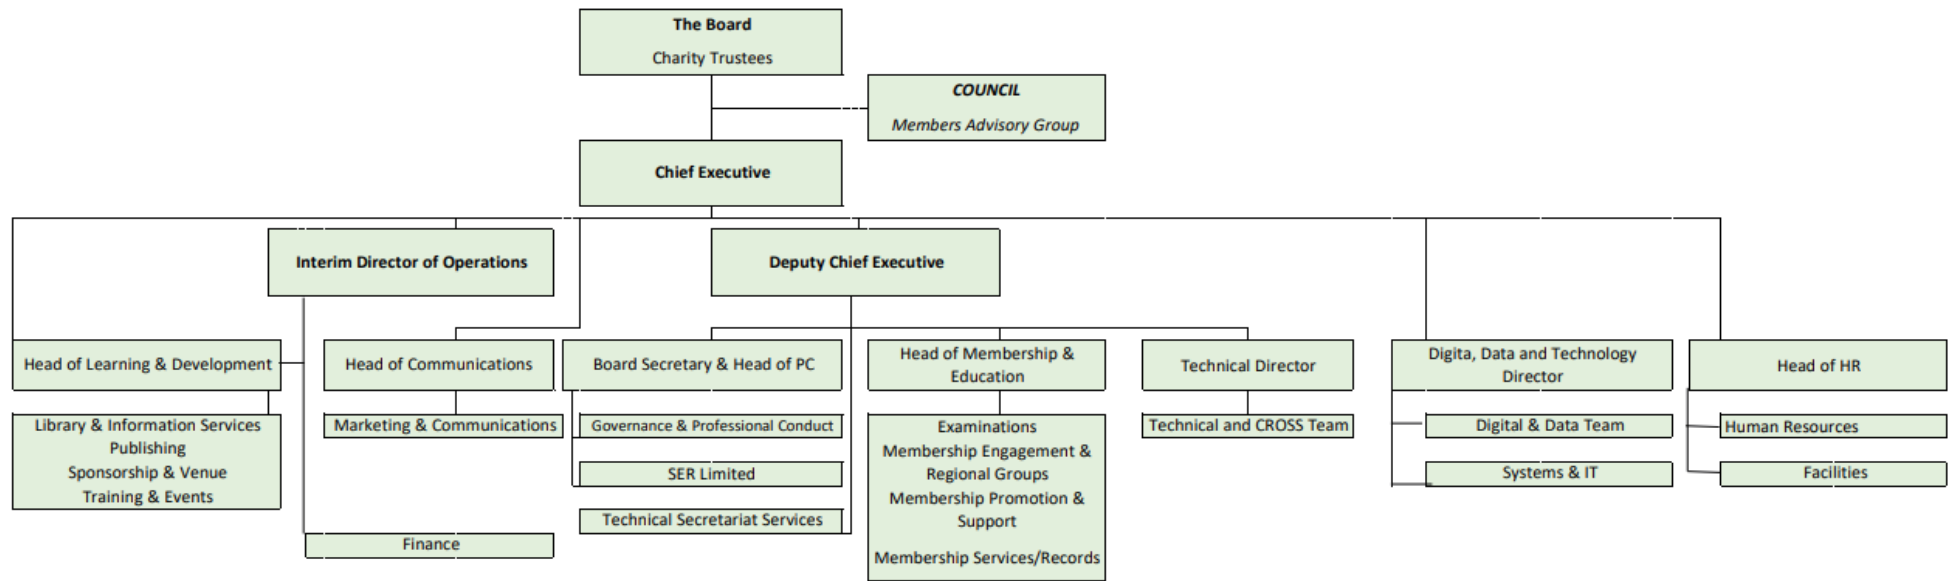 The Board
Charity Trustees
COUNCIL
Members Advisory Group
Chief Executive
Interim Director of Operations
Deputy Chief Executive
Head of Learning & Development
Head of Communications
Board Secretary & Head of PC
Head of Membership &
Education
Technical Director
Digita, Data and Technology
Director
Head of HR
Library & Information Services
Publishing
Sponsorship & Venue
Training & Events
Marketing & Communications
Governance & Professional Conduct
SER Limited
Technical Secretariat Services
Examinations
Membership Engagement &
Regional Groups
Membership Promotion &
Support
Membership Services/Records
Technical and CROSS Team
Digital & Data Team
Systems & IT
Human Resources
Facilities
Finance